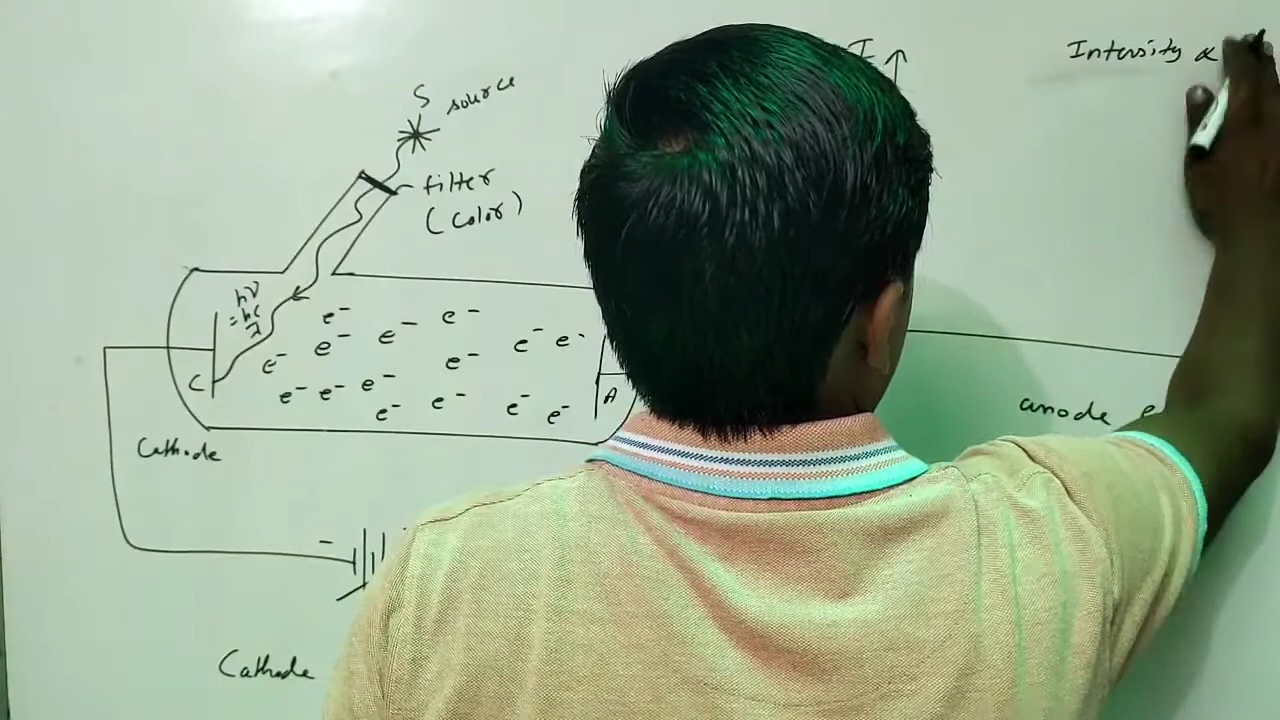 S source
filter
(color)
hν
= hc
λ
e⁻ e⁻ e⁻
e⁻ e⁻ e⁻ e⁻ e⁻
e⁻ e⁻ e⁻ e⁻ e⁻ e⁻ e⁻
C
A
Cathode
−
Cathode
I
Intensity ∝
anode